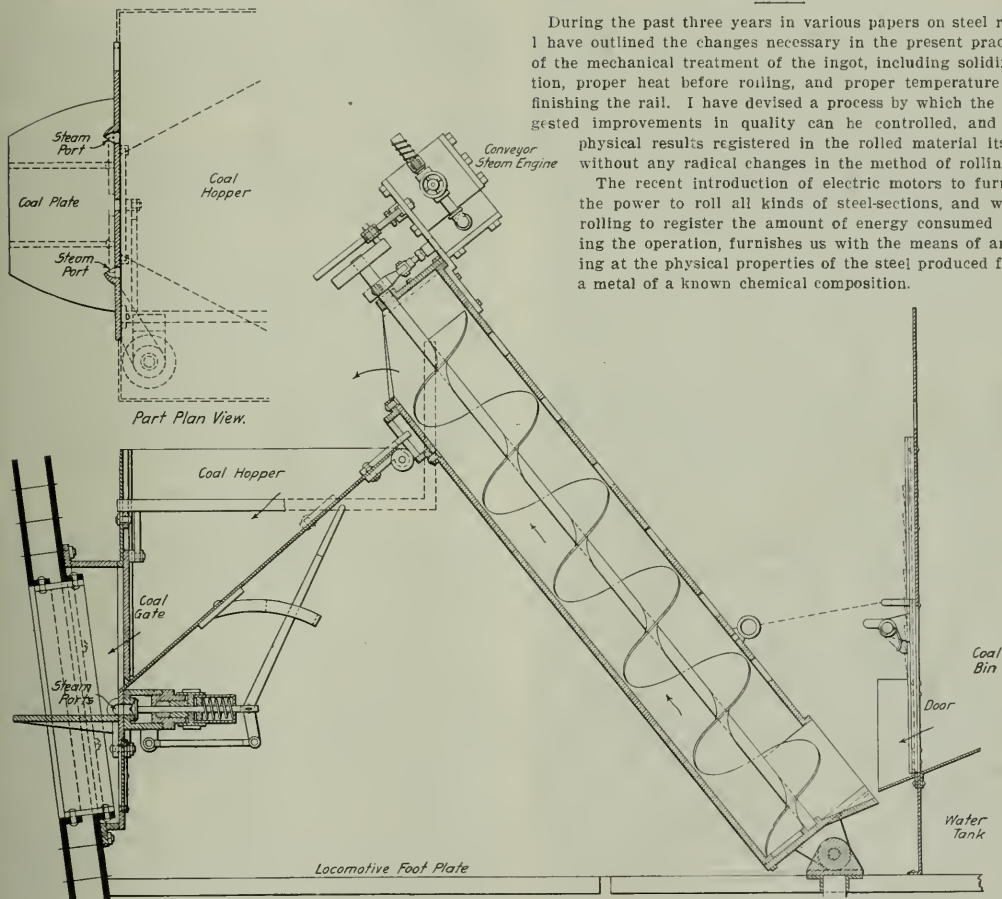 During the past three years in various papers on steel
I have outlined the changes necessary in the present
of the mechanical treatment of the ingot, including
tion, proper heat before rolling, and proper temperature
finishing the rail. I have devised a process by which the
gested improvements in quality can be controlled, and
physical results registered in the rolled material
without any radical changes in the method of
The recent introduction of electric motors to
the power to roll all kinds of steel-sections, and
rolling to register the amount of energy consumed
ing the operation, furnishes us with the means of
ing at the physical properties of the steel produced
a metal of a known chemical composition.
Steam
Port
Coal
Hopper
Coal Plate
Steam
Port
Part Plan View.
Conveyor
Steam Engine
Coal Hopper
Coal
Gate
Steam
Ports
Coal
Bin
Door
Water
Tank
Locomotive Foot Plate